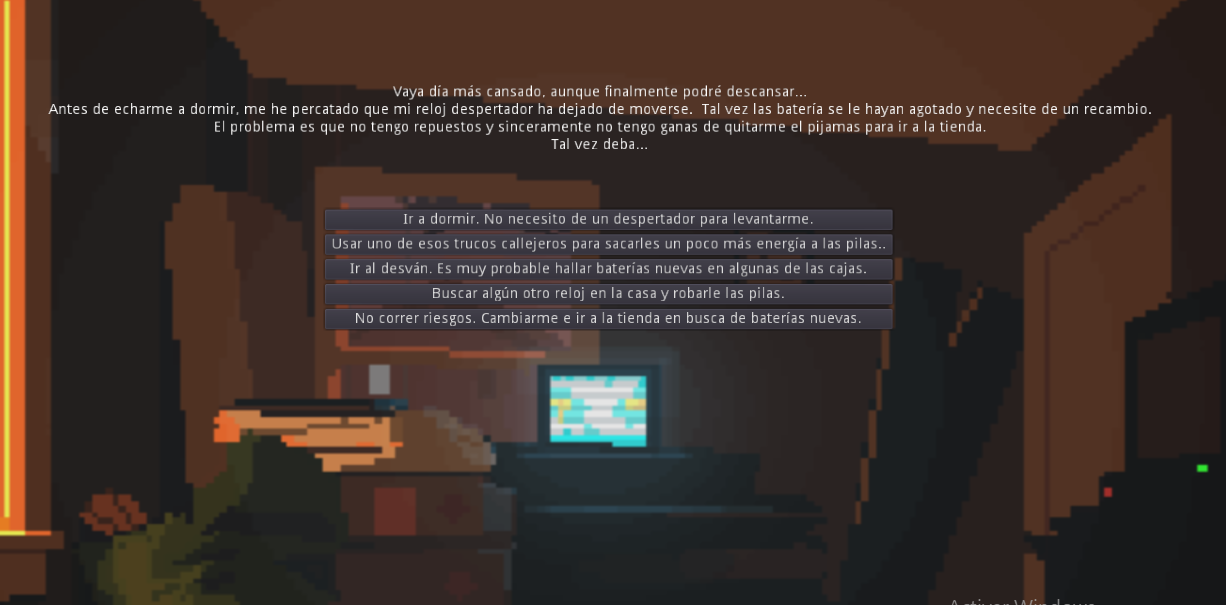 Vaya día más cansado, aunque finalmente podré descansar...
Antes de echarme a dormir, me he percatado que mi reloj despertador ha dejado de moverse. Tal vez las batería se le hayan agotado y necesite de un recambio.
El problema es que no tengo repuestos y sinceramente no tengo ganas de quitarme el pijamas para ir a la tienda.
Tal vez deba...
Ir a dormir. No necesito de un despertador para levantarme.
Usar uno de esos trucos callejeros para sacarles un poco más energía a las pilas..
Ir al desván. Es muy probable hallar baterías nuevas en algunas de las cajas.
Buscar algún otro reloj en la casa y robarle las pilas.
No correr riesgos. Cambiarme e ir a la tienda en busca de baterías nuevas.
Activar Windows